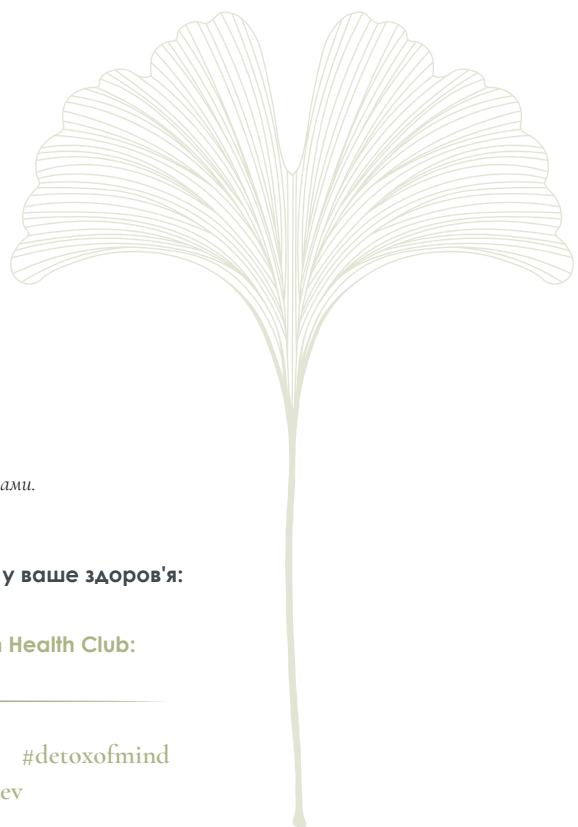 ами.
у ваше здоров'я:
Health Club:
#detoxofmind
ev